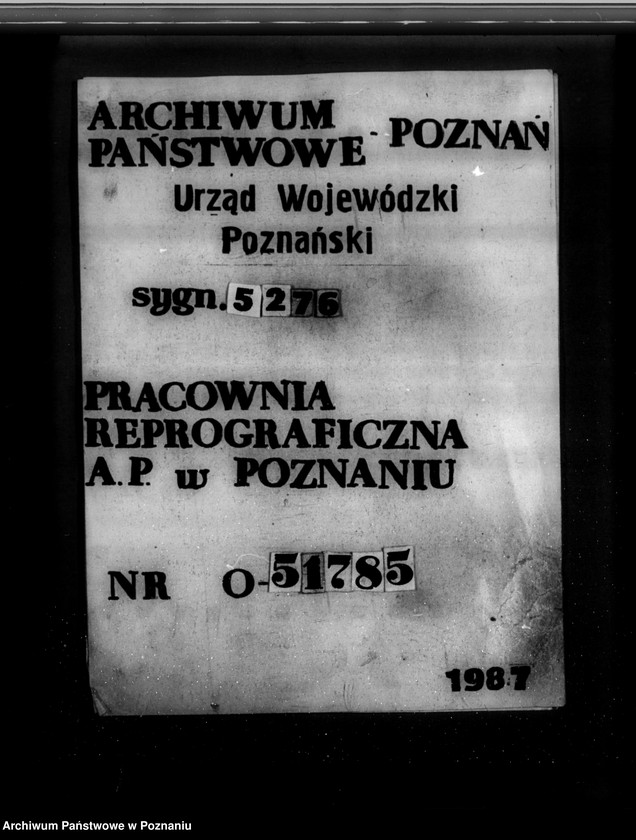 ARCHIWUM
PAŃSTWOWE - POZNAŃ
Urząd Wojewódzki
Poznański
sygn. 5276
PRACOWNIA
REPROGRAFICZNA
A.P. w POZNANIU
NR O-51785
1987
Archiwum Państwowe w Poznaniu